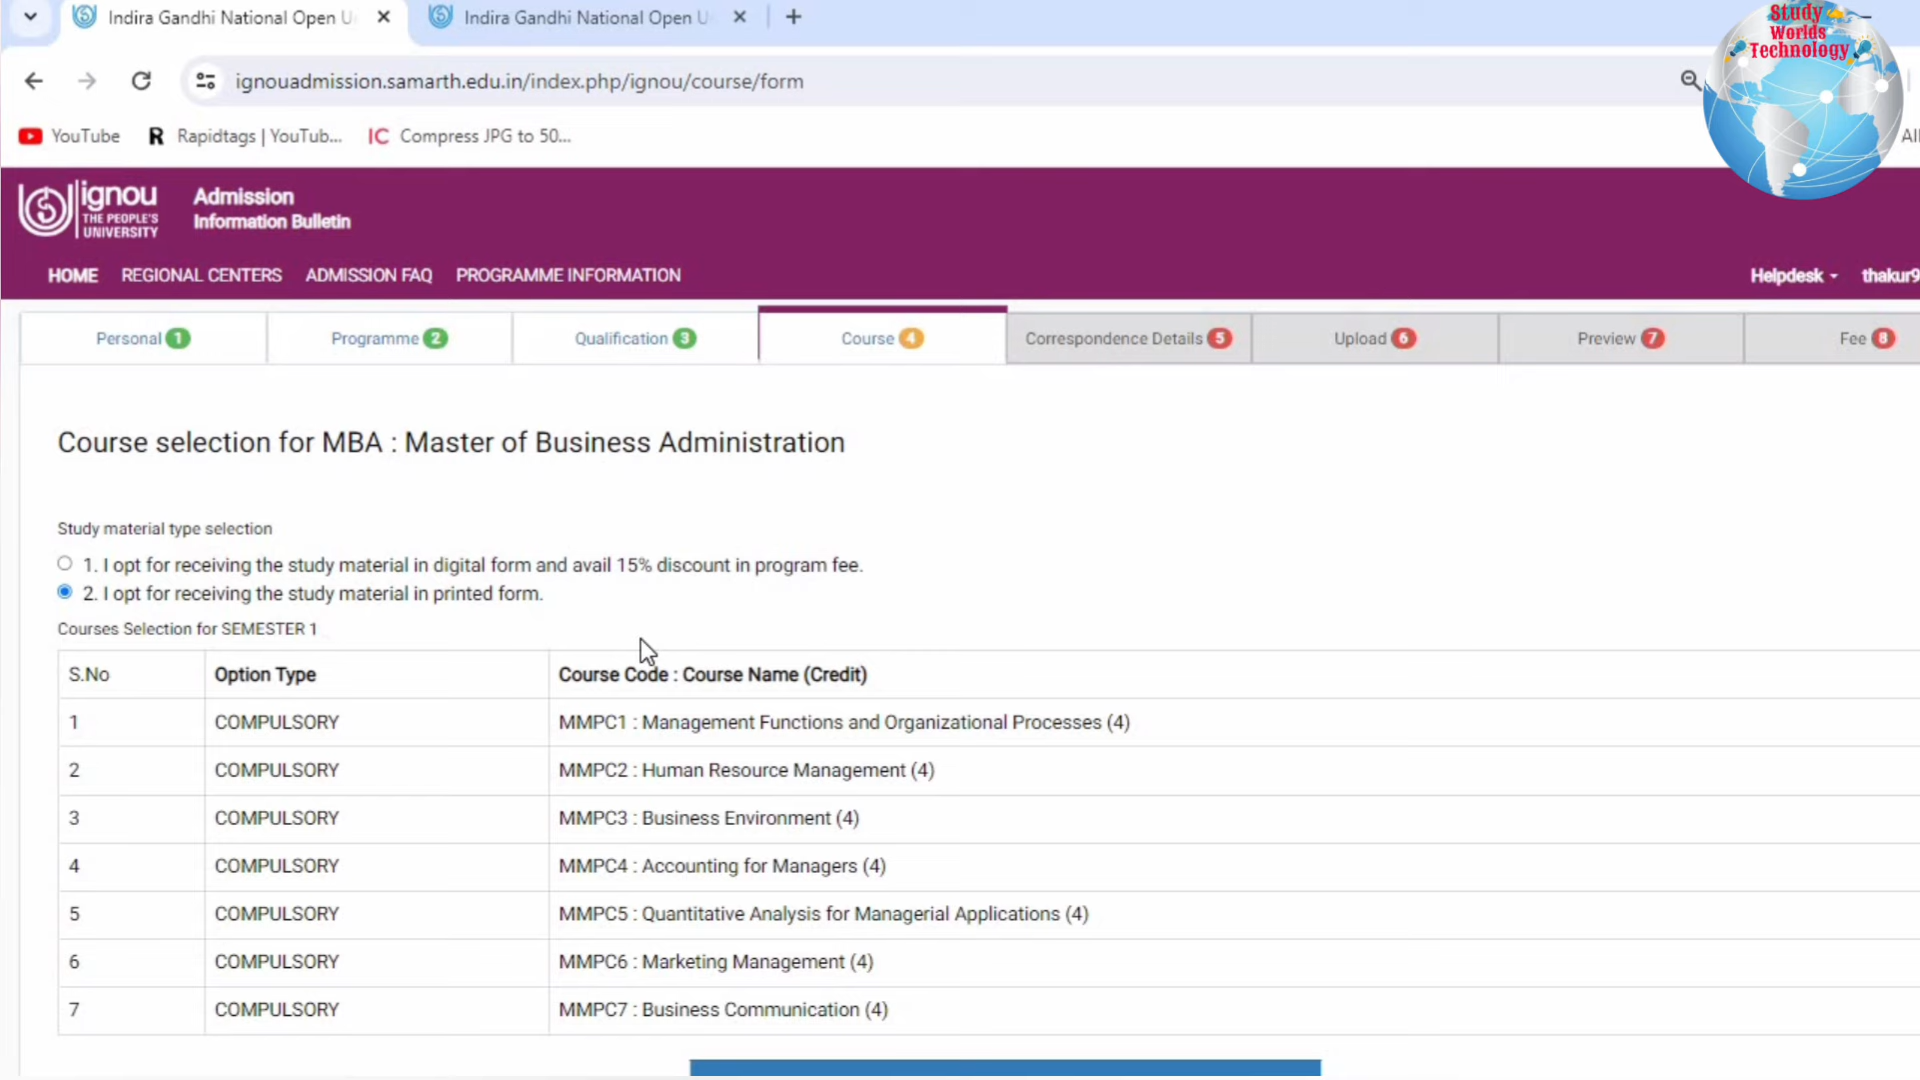 Indira Gandhi National Open U
Indira Gandhi National Open U
Study
Worlds
Technology
ignouadmission.samarth.edu.in/index.php/ignou/course/form
YouTube
Rapidtags | YouTub...
IC Compress JPG to 50...
All
ignou
THE PEOPLE'S
UNIVERSITY
Admission
Information Bulletin
HOME REGIONAL CENTERS ADMISSION FAQ PROGRAMME INFORMATION
Helpdesk thakur9
Personal 1 Programme 2 Qualification 3 Course 4 Correspondence Details 5 Upload 6 Preview 7 Fee 8
Course selection for MBA : Master of Business Administration
Study material type selection
1. I opt for receiving the study material in digital form and avail 15% discount in program fee.
2. I opt for receiving the study material in printed form.
Courses Selection for SEMESTER 1
S.No Option Type Course Code : Course Name (Credit)
1 COMPULSORY MMPC1 : Management Functions and Organizational Processes (4)
2 COMPULSORY MMPC2 : Human Resource Management (4)
3 COMPULSORY MMPC3 : Business Environment (4)
4 COMPULSORY MMPC4 : Accounting for Managers (4)
5 COMPULSORY MMPC5 : Quantitative Analysis for Managerial Applications (4)
6 COMPULSORY MMPC6 : Marketing Management (4)
7 COMPULSORY MMPC7 : Business Communication (4)